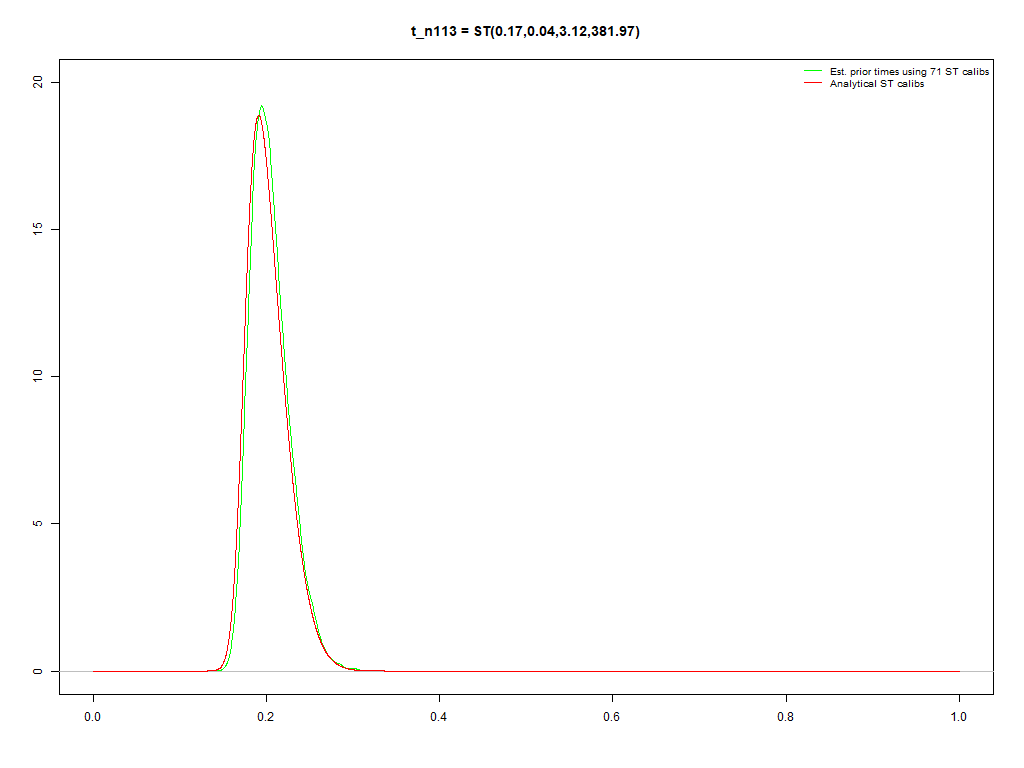 t_n113 = ST(0.17,0.04,3.12,381.97)
Est. prior times using 71 ST calibs
Analytical ST calibs
20
15
10
5
0
0.0 0.2 0.4 0.6 0.8 1.0